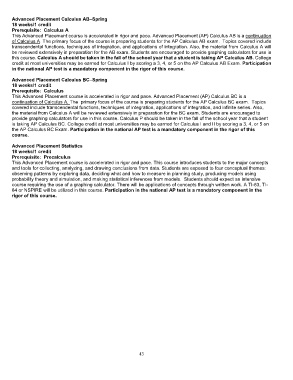 Advanced Placement Calculus AB–Spring
18 weeks/1 credit
Prerequisite: Calculus A
This Advanced Placement course is accelerated in rigor and pace. Advanced Placement (AP) Calculus AB is a continuation
of Calculus A. The primary focus of the course is preparing students for the AP Calculus AB exam. Topics covered include
transcendental functions, techniques of integration, and applications of integration. Also, the material from Calculus A will
be reviewed extensively in preparation for the AB exam. Students are encouraged to provide graphing calculators for use in
this course. Calculus A should be taken in the fall of the school year that a student is taking AP Calculus AB. College
credit at most universities may be earned for Calculus I by scoring a 3, 4, or 5 on the AP Calculus AB Exam. Participation
in the national AP test is a mandatory component in the rigor of this course.
Advanced Placement Calculus BC–Spring
18 weeks/1 credit
Prerequisite: Calculus
This Advanced Placement course is accelerated in rigor and pace. Advanced Placement (AP) Calculus BC is a
continuation of Calculus A. The primary focus of the course is preparing students for the AP BC exam. Topics
covered include transcendental functions, techniques of integration, applications of integration, and infinite series. Also,
the material from Calculus A will be reviewed extensively in preparation for the BC exam. Students are encouraged to
provide graphing calculators for use in this course. Calculus should be taken in the fall of the school year that a student
is taking AP Calculus BC. College credit at most universities may be earned for Calculus I and II by scoring a 3, 4, or 5 on
the AP Calculus BC Exam. Participation in the national AP test is a mandatory component in the rigor of this
course.
Advanced Placement Statistics
18 weeks/1 credit
Prerequisite: Precalculus
This Advanced Placement course is accelerated in rigor and pace. This course introduces students to the major concepts
and tools for collecting, analyzing, and drawing conclusions from data. Students are exposed to four conceptual themes:
observing patterns by exploring data, deciding what and how to measure in planning study, producing models using
probability theory and simulation, and making statistical inferences from models. Students should expect an intensive
course requiring the use of a graphing calculator. There will be applications of concepts through written work. A TI-83, TI-
84 or NSPIRE will be utilized in this course. Participation in the national AP test is a mandatory component in the
rigor of this course.